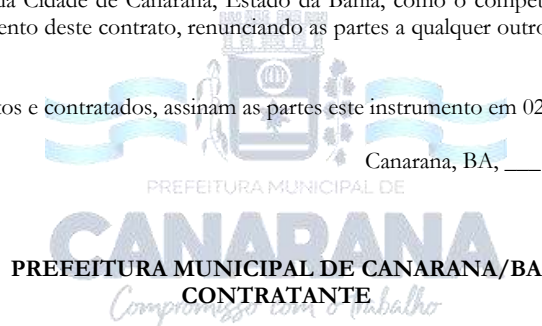 da Cidade de Canarana, Estado da Bahia, como o compet
ento deste contrato, renunciando as partes a qualquer outro
tos e contratados, assinam as partes este instrumento em 02
Canarana, BA, ___
PREFEITURA MUNICIPAL DE
CANARANA
PREFEITURA MUNICIPAL DE CANARANA/BA
CONTRATANTE
Compromisso com o Trabalho